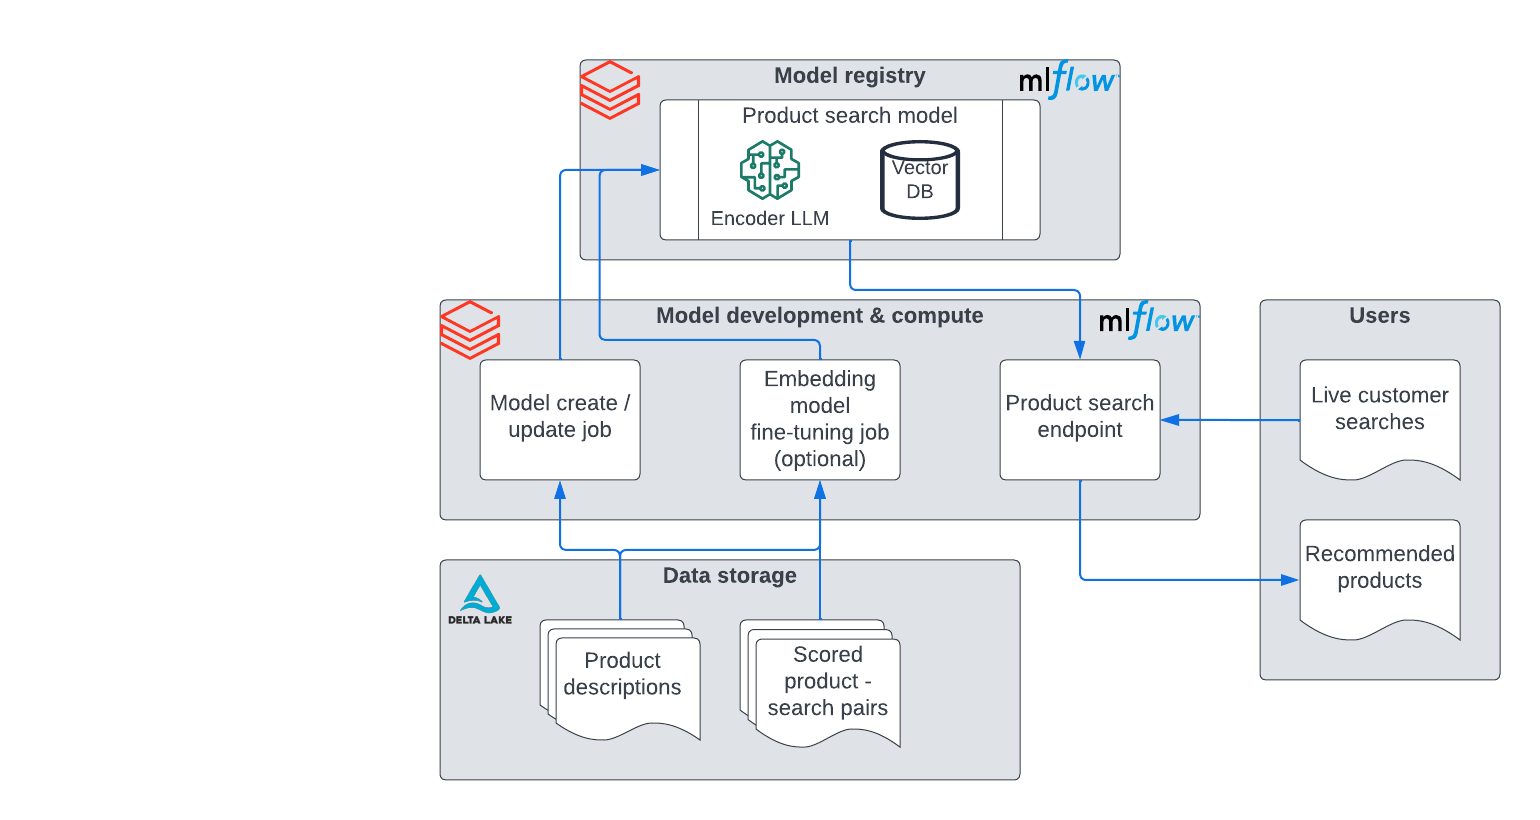 Model registry
mlflow
Product search model
Vector
DB
Encoder LLM
Model development & compute
mlflow
Users
Model create /
update job
Embedding
model
fine-tuning job
(optional)
Product search
endpoint
Live customer
searches
Recommended
products
Data storage
DELTA LAKE
Product
descriptions
Scored
product -
search pairs